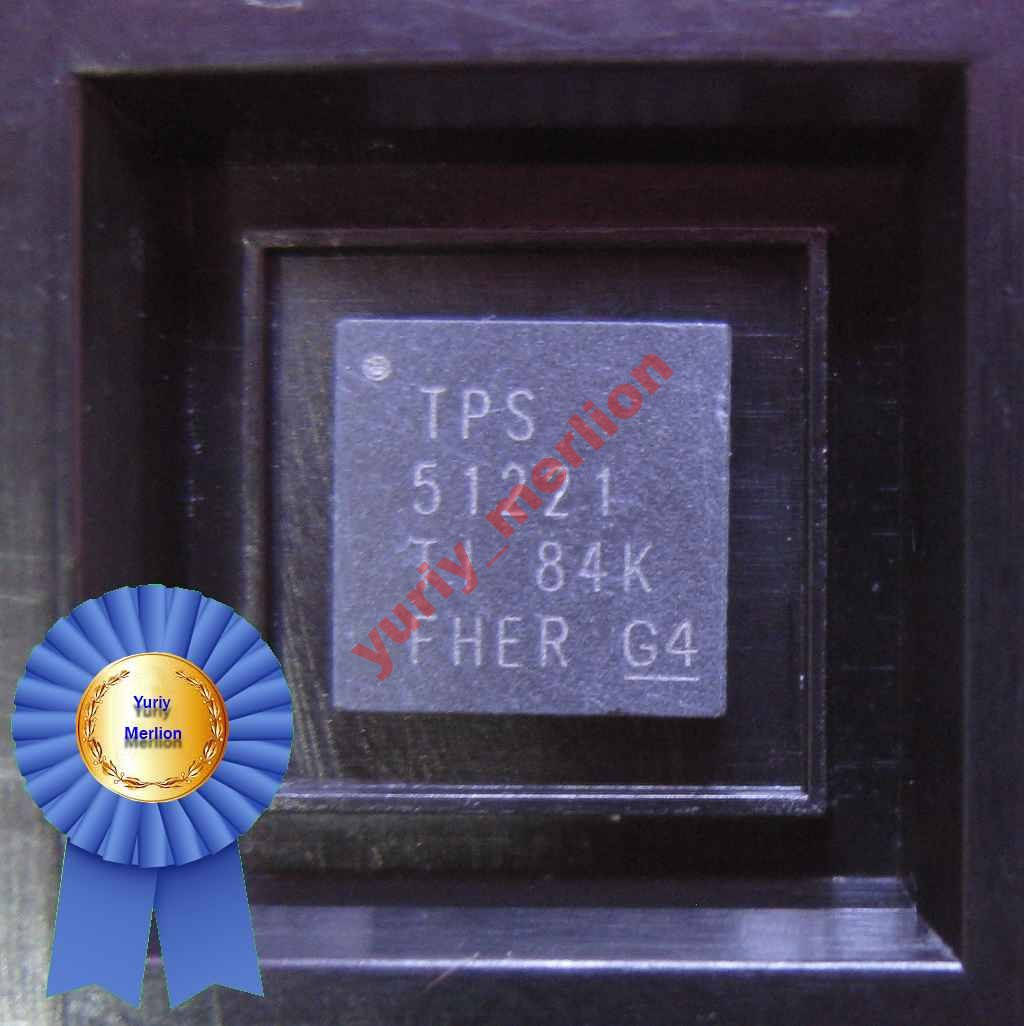 TPS
51221
TI 84K
FHER G4
yuriy_merlion
Yuriy
Merlion